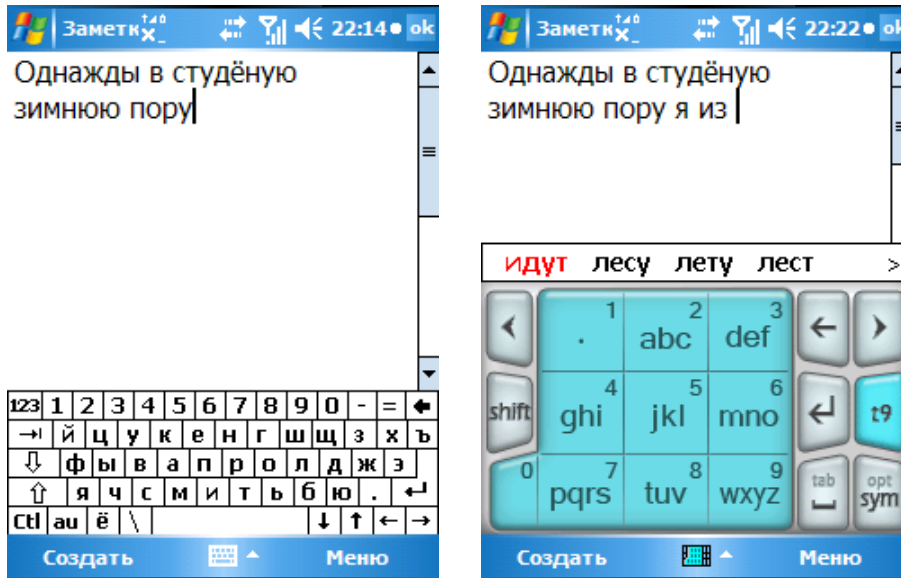 Заметк 22:14 ok
Однажды в студёную
зимнюю пору
123 1 2 3 4 5 6 7 8 9 0 - =
й ц у к е н г ш щ з х ъ
ф ы в а п р о л д ж э
я ч с м и т ь б ю .
Ctl au ё \
Создать Меню
Заметк 22:22 ok
Однажды в студёную
зимнюю пору я из
идут лесу лету лест >
. 1 abc 2 def 3
shift ghi 4 jkl 5 mno 6 t9
0 pqrs 7 tuv 8 wxyz 9 tab opt sym
Создать Меню